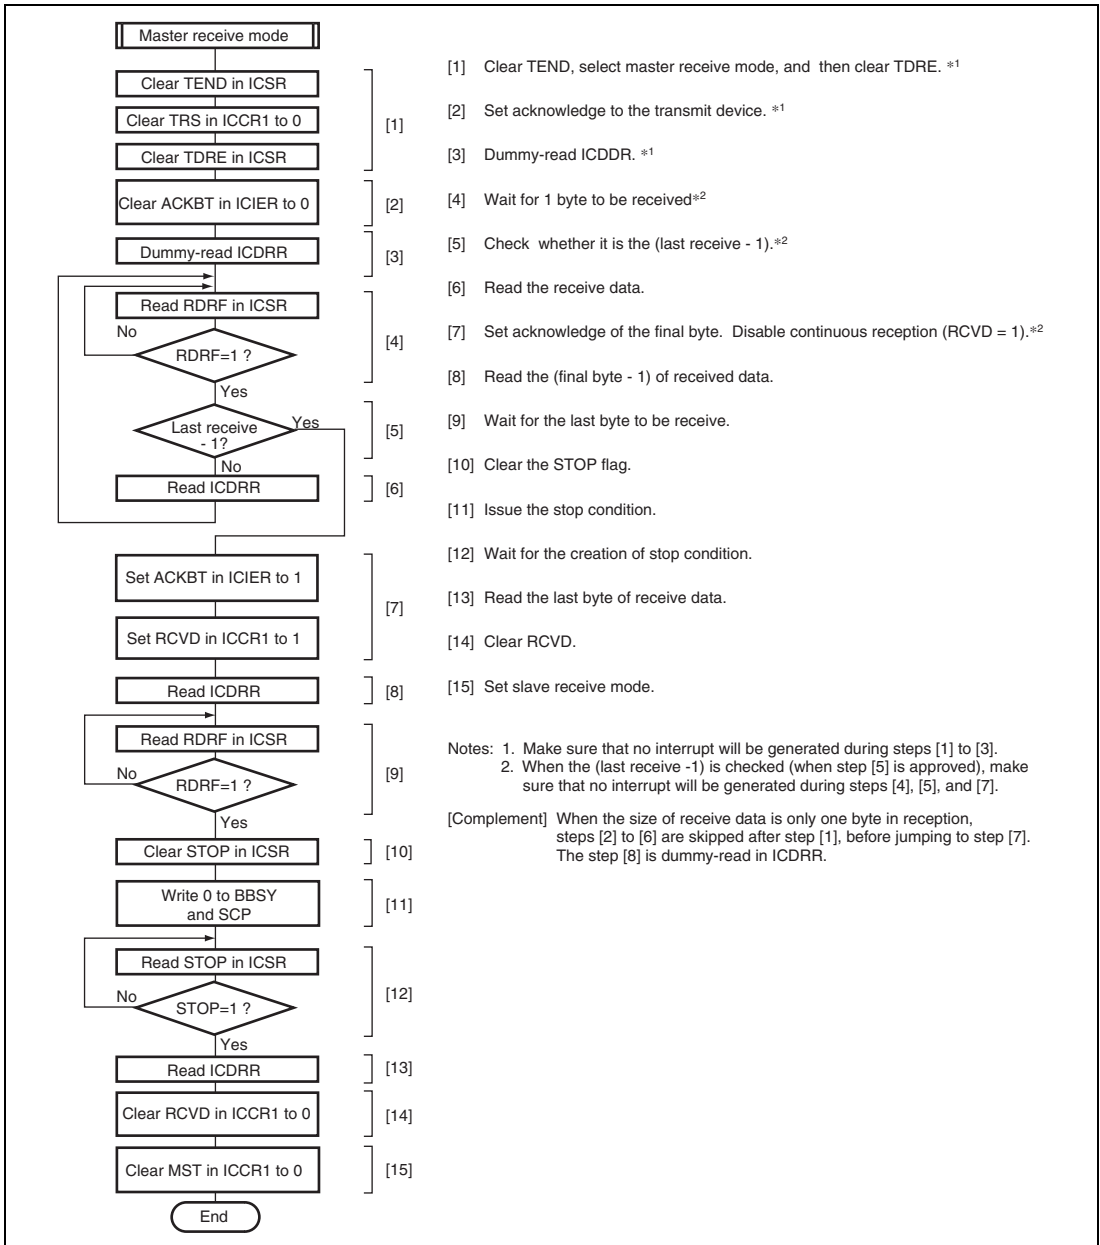 Master receive mode
Clear TEND in ICSR
Clear TRS in ICCR1 to 0
Clear TDRE in ICSR
[1]
Clear ACKBT in ICIER to 0
[2]
Dummy-read ICDRR
[3]
Read RDRF in ICSR
No
RDRF=1 ?
[4]
Yes
Last receive
- 1?
Yes
[5]
No
Read ICDRR
[6]
Set ACKBT in ICIER to 1
[7]
Set RCVD in ICCR1 to 1
Read ICDRR
[8]
Read RDRF in ICSR
No
RDRF=1 ?
[9]
Yes
Clear STOP in ICSR
[10]
Write 0 to BBSY
and SCP
[11]
Read STOP in ICSR
No
STOP=1 ?
[12]
Yes
Read ICDRR
[13]
Clear RCVD in ICCR1 to 0
[14]
Clear MST in ICCR1 to 0
[15]
End
[1] Clear TEND, select master receive mode, and then clear TDRE. *1
[2] Set acknowledge to the transmit device. *1
[3] Dummy-read ICDDR. *1
[4] Wait for 1 byte to be received*2
[5] Check whether it is the (last receive - 1).*2
[6] Read the receive data.
[7] Set acknowledge of the final byte. Disable continuous reception (RCVD = 1).*2
[8] Read the (final byte - 1) of received data.
[9] Wait for the last byte to be receive.
[10] Clear the STOP flag.
[11] Issue the stop condition.
[12] Wait for the creation of stop condition.
[13] Read the last byte of receive data.
[14] Clear RCVD.
[15] Set slave receive mode.
Notes: 1. Make sure that no interrupt will be generated during steps [1] to [3].
2. When the (last receive -1) is checked (when step [5] is approved), make
sure that no interrupt will be generated during steps [4], [5], and [7].
[Complement] When the size of receive data is only one byte in reception,
steps [2] to [6] are skipped after step [1], before jumping to step [7].
The step [8] is dummy-read in ICDRR.